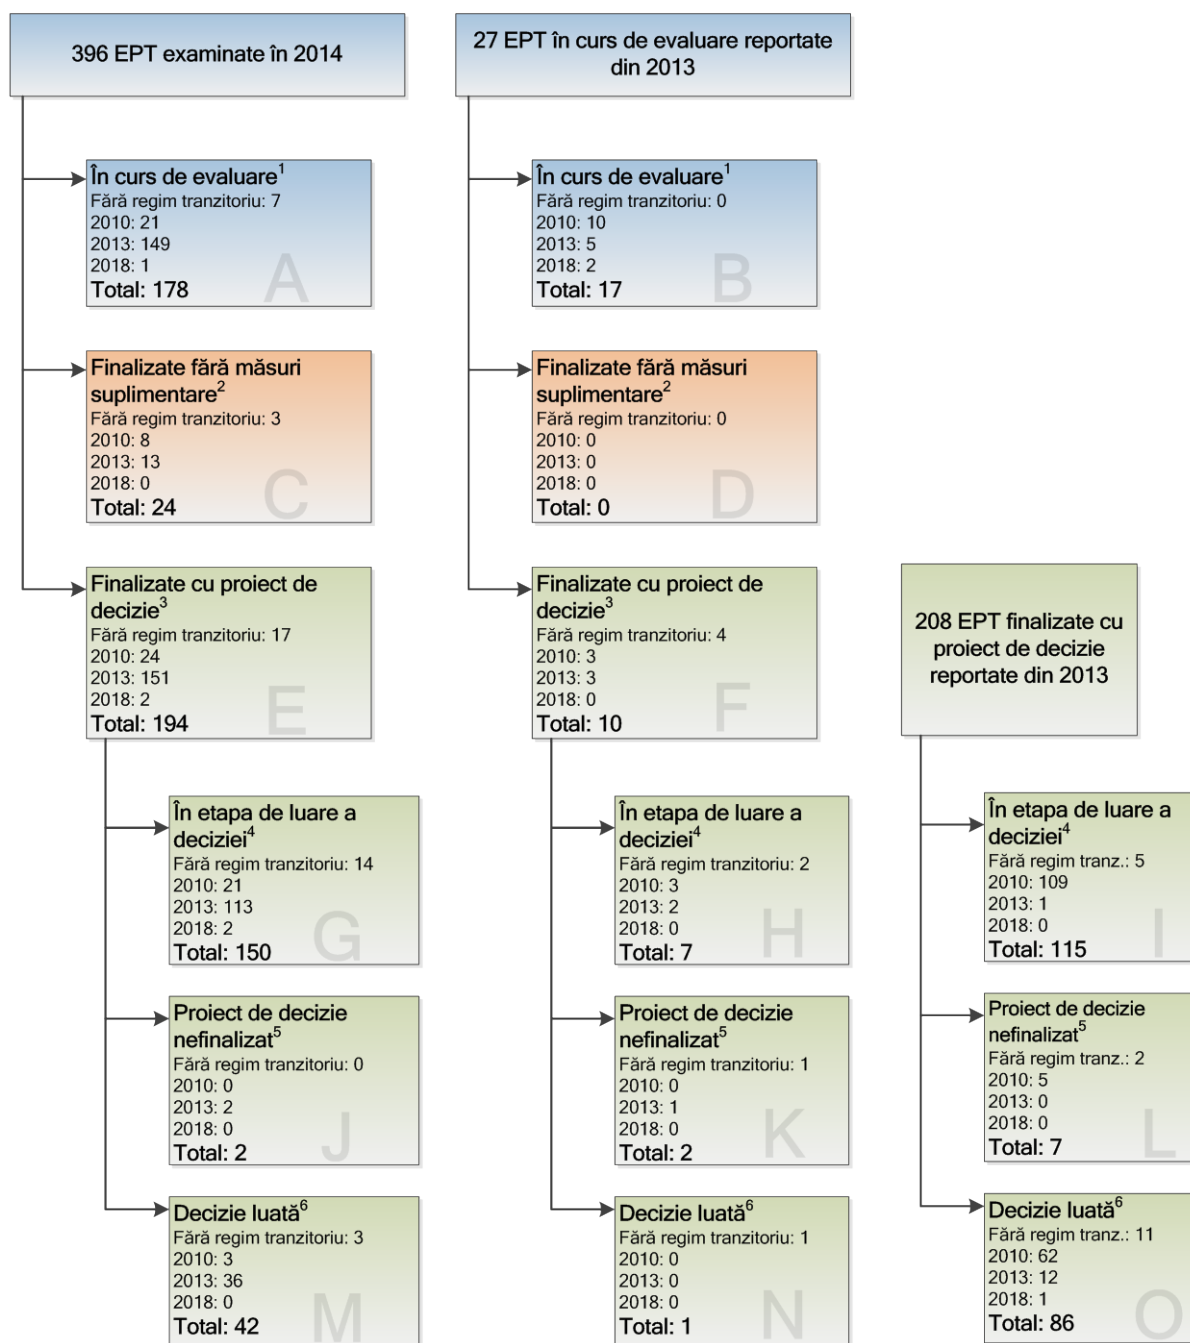 396 EPT examinate în 2014
27 EPT în curs de evaluare reportate
din 2013
În curs de evaluare1
Fără regim tranzitoriu: 7
2010: 21
2013: 149
2018: 1
Total: 178
A
În curs de evaluare1
Fără regim tranzitoriu: 0
2010: 10
2013: 5
2018: 2
Total: 17
B
Finalizate fără măsuri
suplimentare2
Fără regim tranzitoriu: 3
2010: 8
2013: 13
2018: 0
Total: 24
C
Finalizate fără măsuri
suplimentare2
Fără regim tranzitoriu: 0
2010: 0
2013: 0
2018: 0
Total: 0
D
Finalizate cu proiect de
decizie3
Fără regim tranzitoriu: 17
2010: 24
2013: 151
2018: 2
Total: 194
E
Finalizate cu proiect de
decizie3
Fără regim tranzitoriu: 4
2010: 3
2013: 3
2018: 0
Total: 10
F
208 EPT finalizate cu
proiect de decizie
reportate din 2013
În etapa de luare a
deciziei4
Fără regim tranzitoriu: 14
2010: 21
2013: 113
2018: 2
Total: 150
G
În etapa de luare a
deciziei4
Fără regim tranzitoriu: 2
2010: 3
2013: 2
2018: 0
Total: 7
H
În etapa de luare a
deciziei4
Fără regim tranz.: 5
2010: 109
2013: 1
2018: 0
Total: 115
I
Proiect de decizie
nefinalizat5
Fără regim tranzitoriu: 0
2010: 0
2013: 2
2018: 0
Total: 2
J
Proiect de decizie
nefinalizat5
Fără regim tranzitoriu: 1
2010: 0
2013: 1
2018: 0
Total: 2
K
Proiect de decizie
nefinalizat5
Fără regim tranz.: 2
2010: 5
2013: 0
2018: 0
Total: 7
L
Decizie luată6
Fără regim tranzitoriu: 3
2010: 3
2013: 36
2018: 0
Total: 42
M
Decizie luată6
Fără regim tranzitoriu: 1
2010: 0
2013: 0
2018: 0
Total: 1
N
Decizie luată6
Fără regim tranz.: 11
2010: 62
2013: 12
2018: 1
Total: 86
O